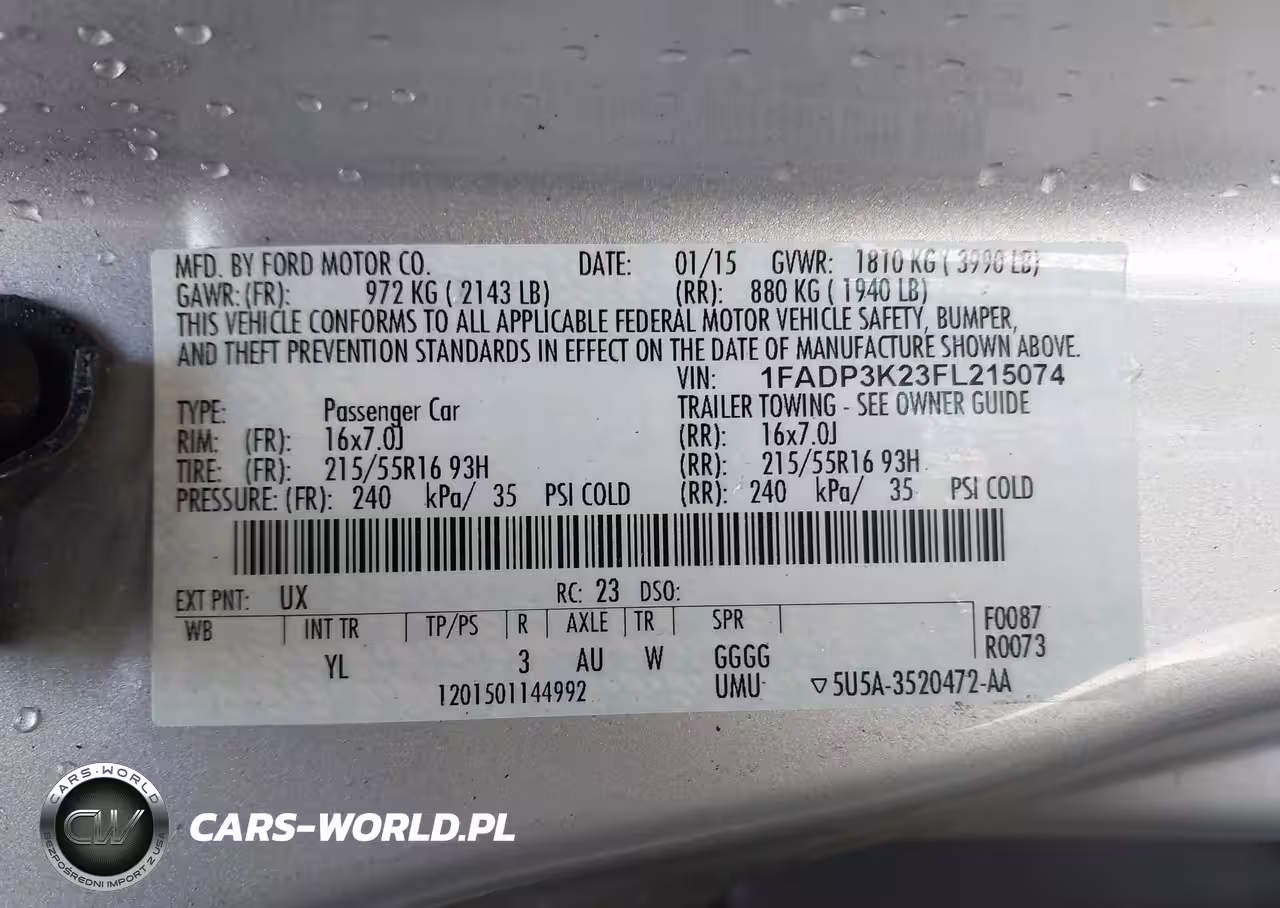 MFD. BY FORD MOTOR CO. DATE: 01/15 GVWR: 1810 KG ( 3990 LB)
GAWR: (FR): 972 KG ( 2143 LB) (RR): 880 KG ( 1940 LB)
THIS VEHICLE CONFORMS TO ALL APPLICABLE FEDERAL MOTOR VEHICLE SAFETY, BUMPER,
AND THEFT PREVENTION STANDARDS IN EFFECT ON THE DATE OF MANUFACTURE SHOWN ABOVE.
VIN: 1FADP3K23FL215074
TYPE: Passenger Car TRAILER TOWING - SEE OWNER GUIDE
RIM: (FR): 16x7.0J (RR): 16x7.0J
TIRE: (FR): 215/55R16 93H (RR): 215/55R16 93H
PRESSURE: (FR): 240 kPa/ 35 PSI COLD (RR): 240 kPa/ 35 PSI COLD
EXT PNT: UX RC: 23 DSO:
WB INT TR TP/PS R AXLE TR SPR F0087
R0073
YL 3 AU W GGGG
1201501144992 UMU ▽5U5A-3520472-AA
CARS-WORLD
CW
BEZPOŚREDNI IMPORT Z USA
CARS-WORLD.PL